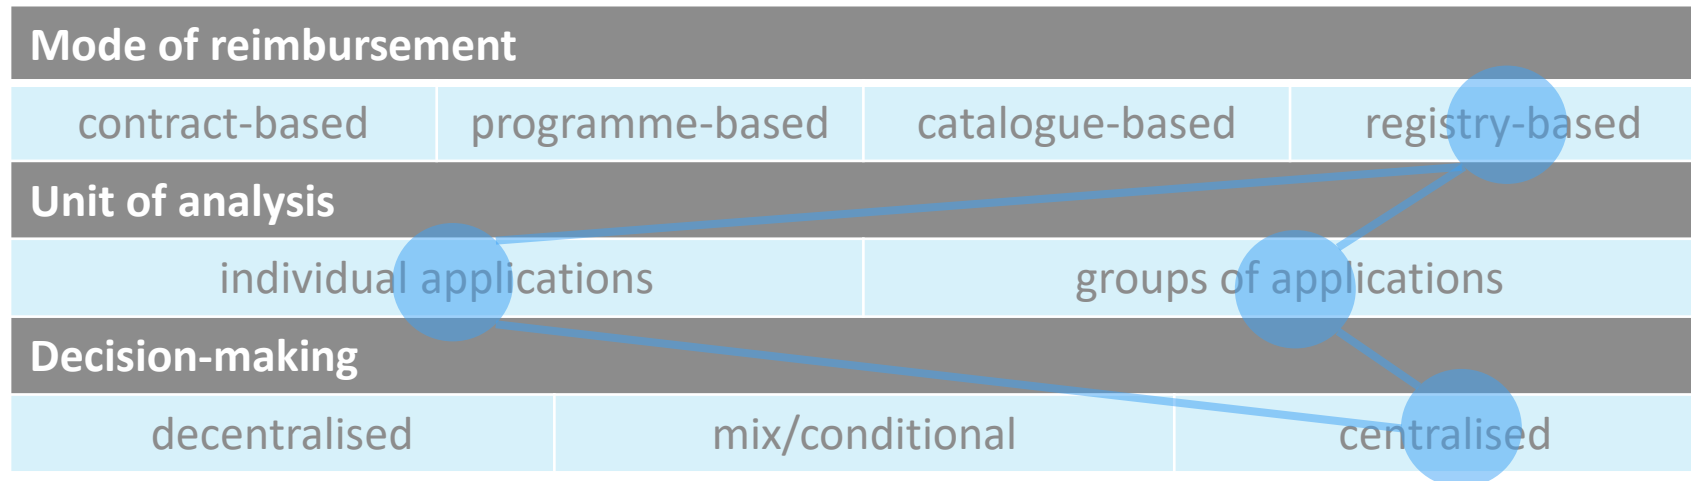 Mode of reimbursement
contract-based programme-based catalogue-based registry-based
Unit of analysis
individual applications groups of applications
Decision-making
decentralised mix/conditional centralised